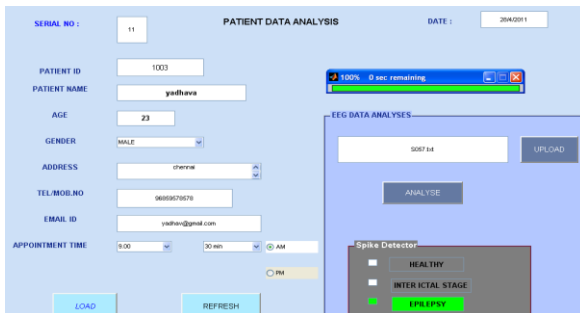 SERIAL NO :
11
PATIENT DATA ANALYSIS
DATE :
28/4/2011
PATIENT ID
1003
100% 0 sec remaining
PATIENT NAME
yadhava
AGE
23
EEG DATA ANALYSES
GENDER
MALE
S057.txt
UPLOAD
ADDRESS
chennai
TEL/MOB.NO
ANALYSE
EMAIL ID
yadhav@gmail.com
APPOINTMENT TIME
9.00
30 min
AM
PM
Spike Detector
HEALTHY
INTER ICTAL STAGE
EPILEPSY
LOAD
REFRESH